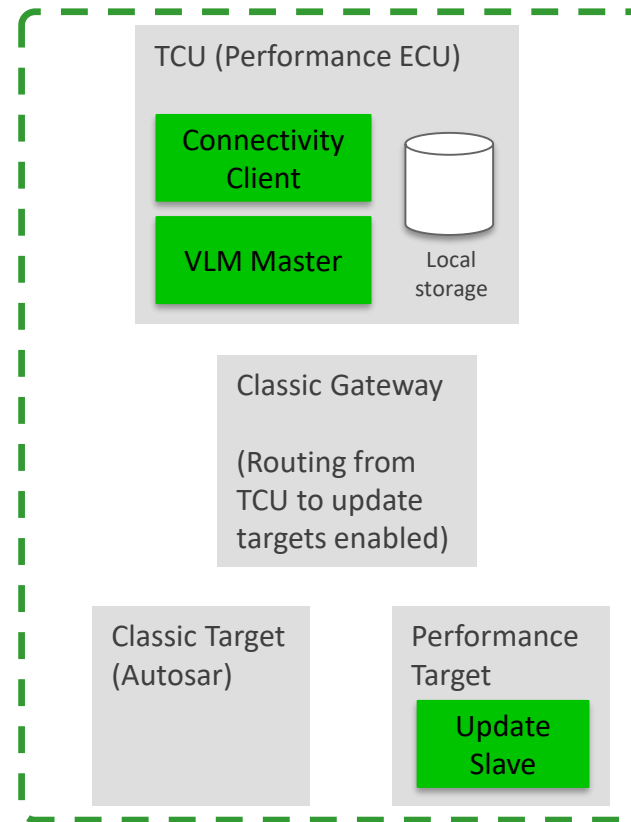 TCU (Performance ECU)
Connectivity
Client
VLM Master
Local
storage
Classic Gateway
(Routing from
TCU to update
targets enabled)
Classic Target
(Autosar)
Performance
Target
Update
Slave